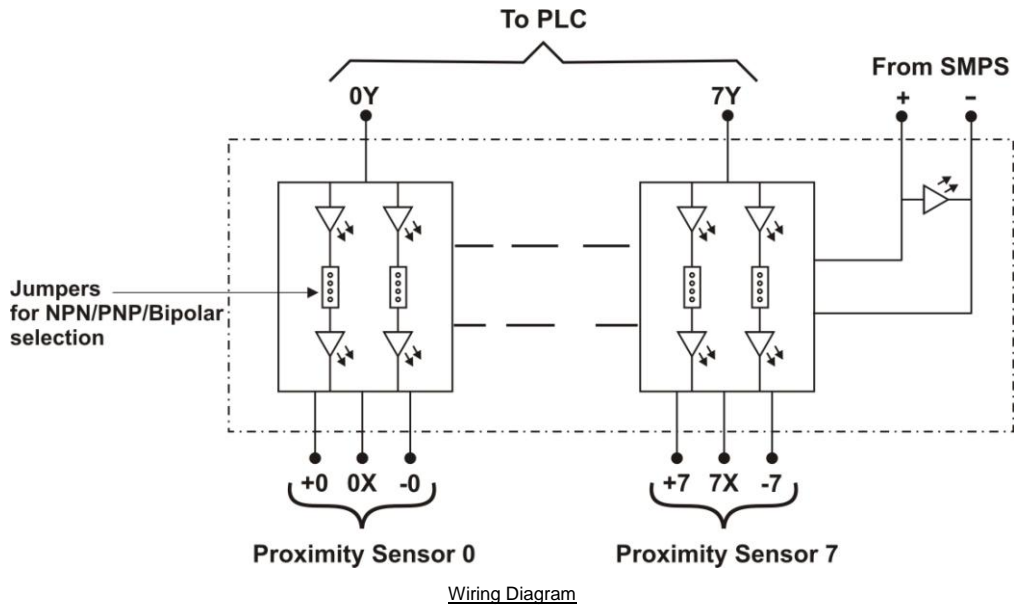 To PLC
From SMPS
0Y
7Y
+ -
Jumpers
for NPN/PNP/Bipolar
selection
+0 0X -0
+7 7X -7
Proximity Sensor 0
Proximity Sensor 7
Wiring Diagram